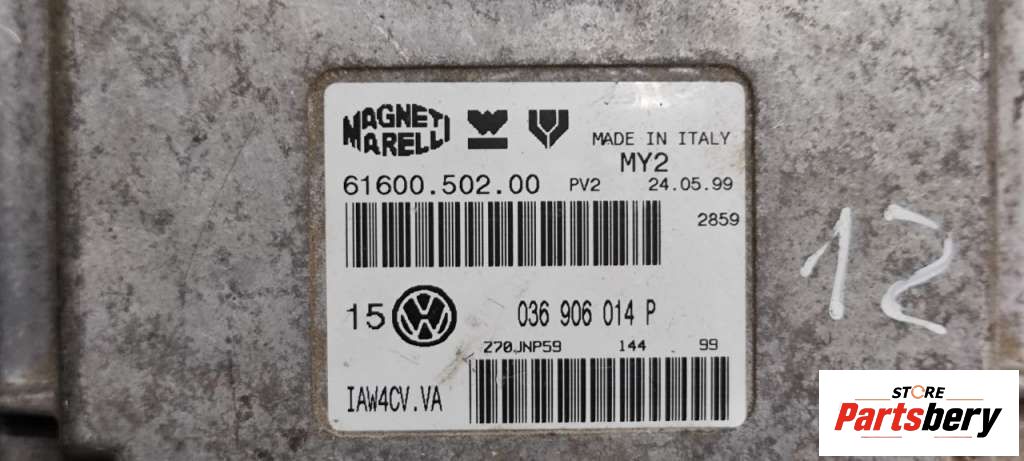 MAGNETI
MARELLI
MADE IN ITALY
MY2
61600.502.00 PV2 24.05.99
2859
12
15 036 906 014 P
270JNP59 144 99
IAW4CV.VA
STORE
Partsbery